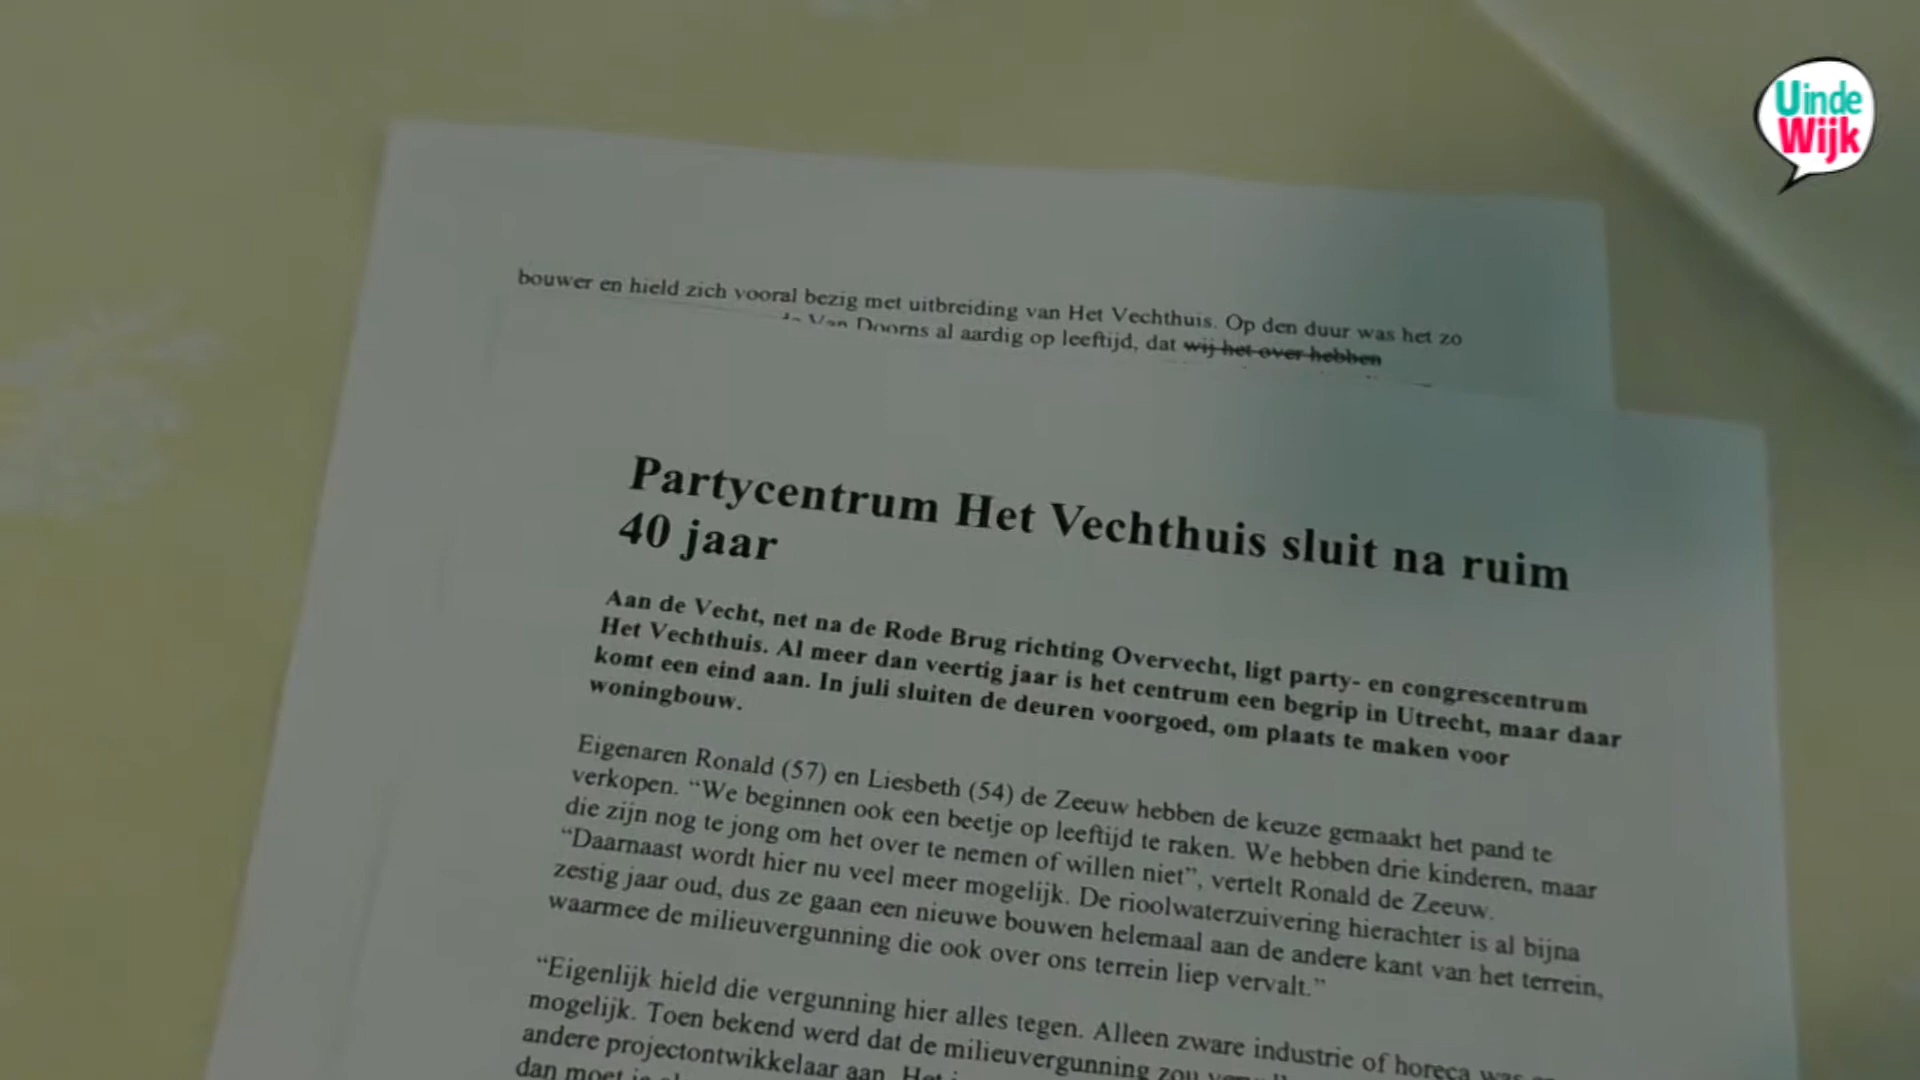 Uinde
Wijk
bouwer en hield zich vooral bezig met uitbreiding van Het Vechthuis. Op den duur was het zo
Van Doorns al aardig op leeftijd, dat wij het over hebben
Partycentrum Het Vechthuis sluit na ruim
40 jaar
Aan de Vecht, net na de Rode Brug richting Overvecht, ligt party- en congrescentrum
Het Vechthuis. Al meer dan veertig jaar is het centrum een begrip in Utrecht, maar daar
komt een eind aan. In juli sluiten de deuren voorgoed, om plaats te maken voor
woningbouw.
Eigenaren Ronald (57) en Liesbeth (54) de Zeeuw hebben de keuze gemaakt het pand te
verkopen. “We beginnen ook een beetje op leeftijd te raken. We hebben drie kinderen, maar
die zijn nog te jong om het over te nemen of willen niet”, vertelt Ronald de Zeeuw.
“Daarnaast wordt hier nu veel meer mogelijk. De rioolwaterzuivering hierachter is al bijna
zestig jaar oud, dus ze gaan een nieuwe bouwen helemaal aan de andere kant van het terrein,
waarmee de milieuvergunning die ook over ons terrein liep vervalt.”
“Eigenlijk hield die vergunning hier alles tegen. Alleen zware industrie of horeca was
mogelijk. Toen bekend werd dat de milieuvergunning zou
andere projectontwikkelaar aan. Het
dan moet je